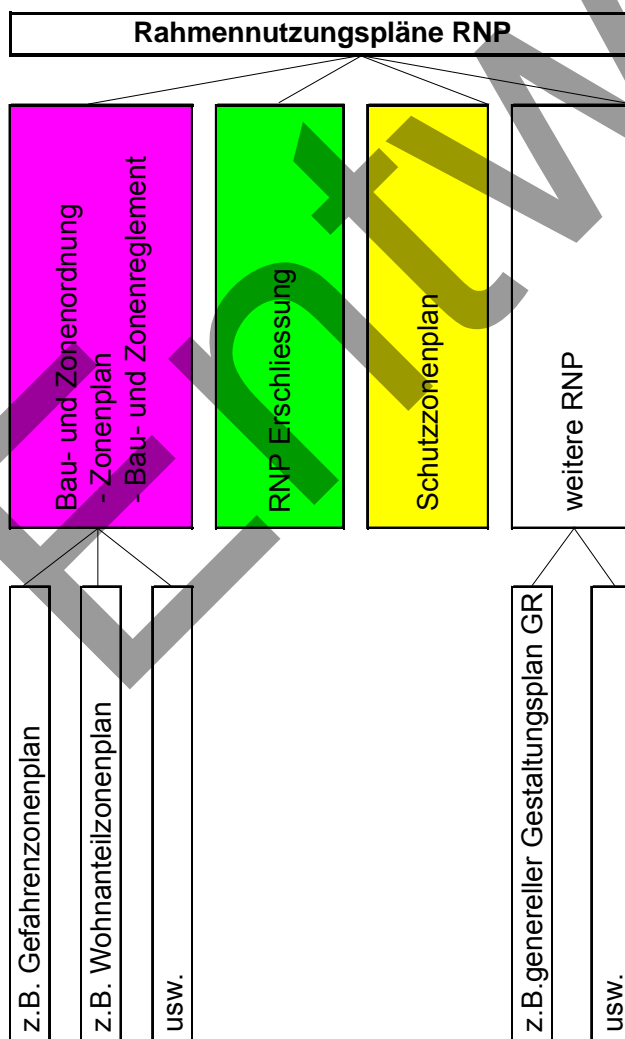 Rahmennutzungspläne RNP
Bau- und Zonenordnung
- Zonenplan
- Bau- und Zonenreglement
RNP Erschliessung
Schutzzonenplan
weitere RNP
z.B. Gefahrenzonenplan
z.B. Wohnanteilzonenplan
usw.
z.B.genereller Gestaltungsplan GR
usw.
Entw